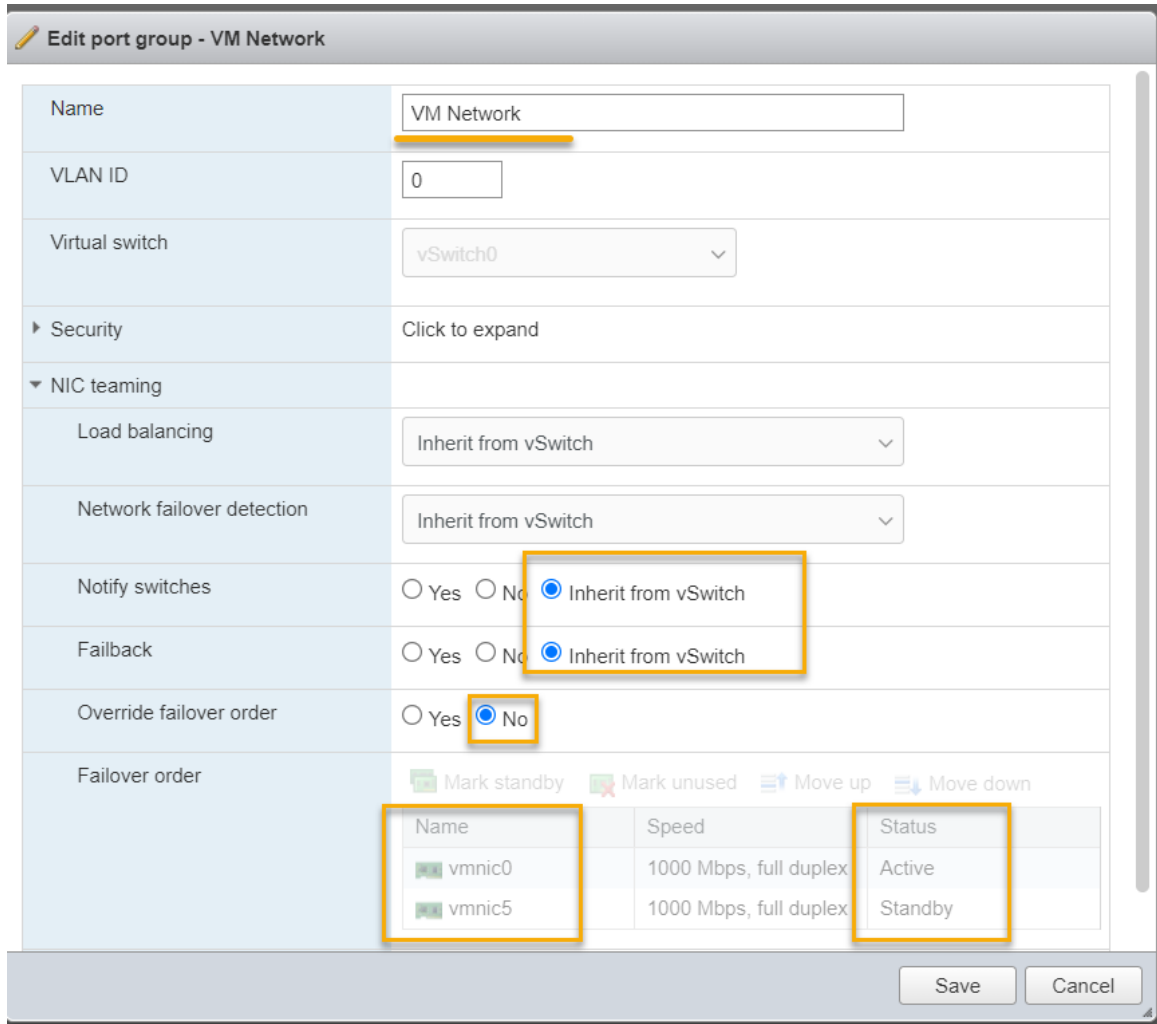 Edit port group - VM Network
Name
VM Network
VLAN ID
0
Virtual switch
vSwitch0
Security
Click to expand
NIC teaming
Load balancing
Inherit from vSwitch
Network failover detection
Inherit from vSwitch
Notify switches
Yes No Inherit from vSwitch
Failback
Yes No Inherit from vSwitch
Override failover order
Yes No
Failover order
Mark standby Mark unused Move up Move down
Name Speed Status
vmnic0 1000 Mbps, full duplex Active
vmnic5 1000 Mbps, full duplex Standby
Save Cancel